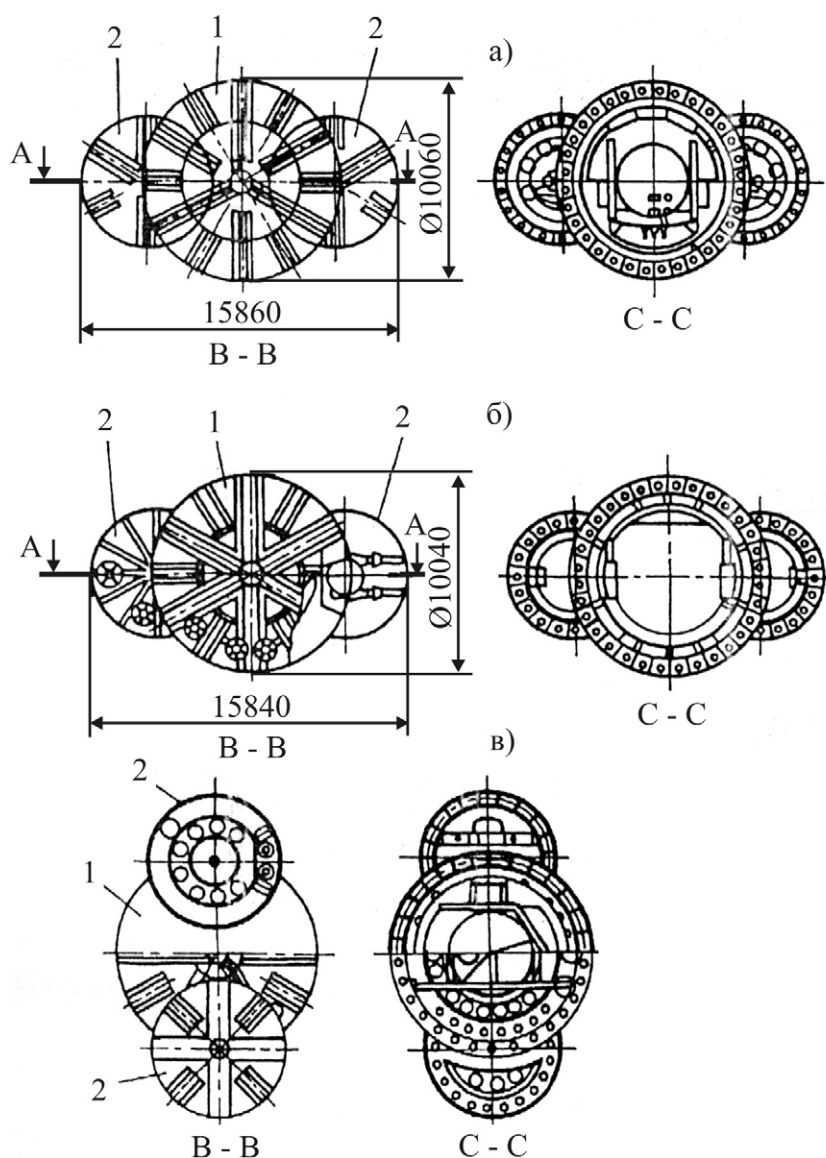 2 1 2 а)
А А
Ø10060
15860
В - В С - С
2 1 2 б)
А А
Ø10040
15840
В - В С - С
в)
2
1
2
В - В С - С